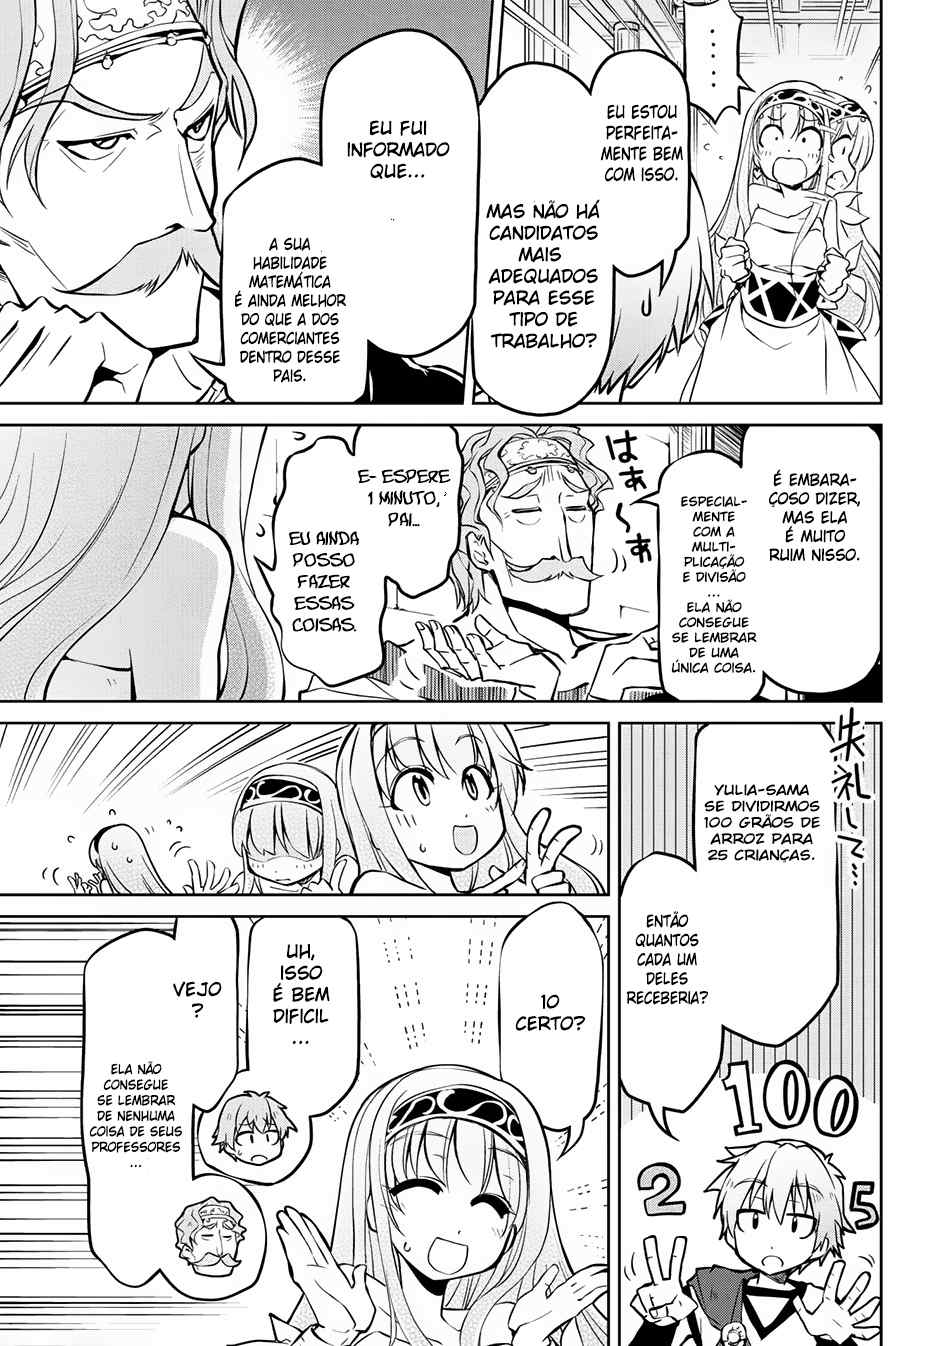 ......
EU ESTOU
PERFEITA-
MENTE BEM
COM ISSO.
MAS NÃO HÁ
CANDIDATOS
MAIS
ADEQUADOS
PARA ESSE
TIPO DE
TRABALHO?
EU FUI
INFORMADO
QUE...
A SUA
HABILIDADE
MATEMÁTICA
É AINDA MELHOR
DO QUE A DOS
COMERCIANTES
DENTRO DESSE
PAIS.
É EMBARA-
ÇOSO DIZER,
MAS ELA
É MUITO
RUIM NISSO.
ESPECIAL-
MENTE
COM A
MULTI-
PLICAÇÃO
E DIVISÃO
...
ELA NÃO
CONSEGUE
SE LEMBRAR
DE UMA
ÚNICA COISA.
はぁ〜ぁ
E- ESPERE
1 MINUTO,
PAI...
EU AINDA
POSSO
FAZER
ESSAS
COISAS.
失礼して…
YULIA-SAMA
SE DIVIDIRMOS
100 GRÃOS DE
ARROZ PARA
25 CRIANÇAS.
ENTÃO
QUANTOS
CADA UM
DELES
RECEBERIA?
100
2
5
10
CERTO?
UH,
ISSO
É BEM
DIFICIL
...
VEJO
?
ELA NÃO
CONSEGUE
SE LEMBRAR
DE NENHUMA
COISA DE SEUS
PROFESSORES
...